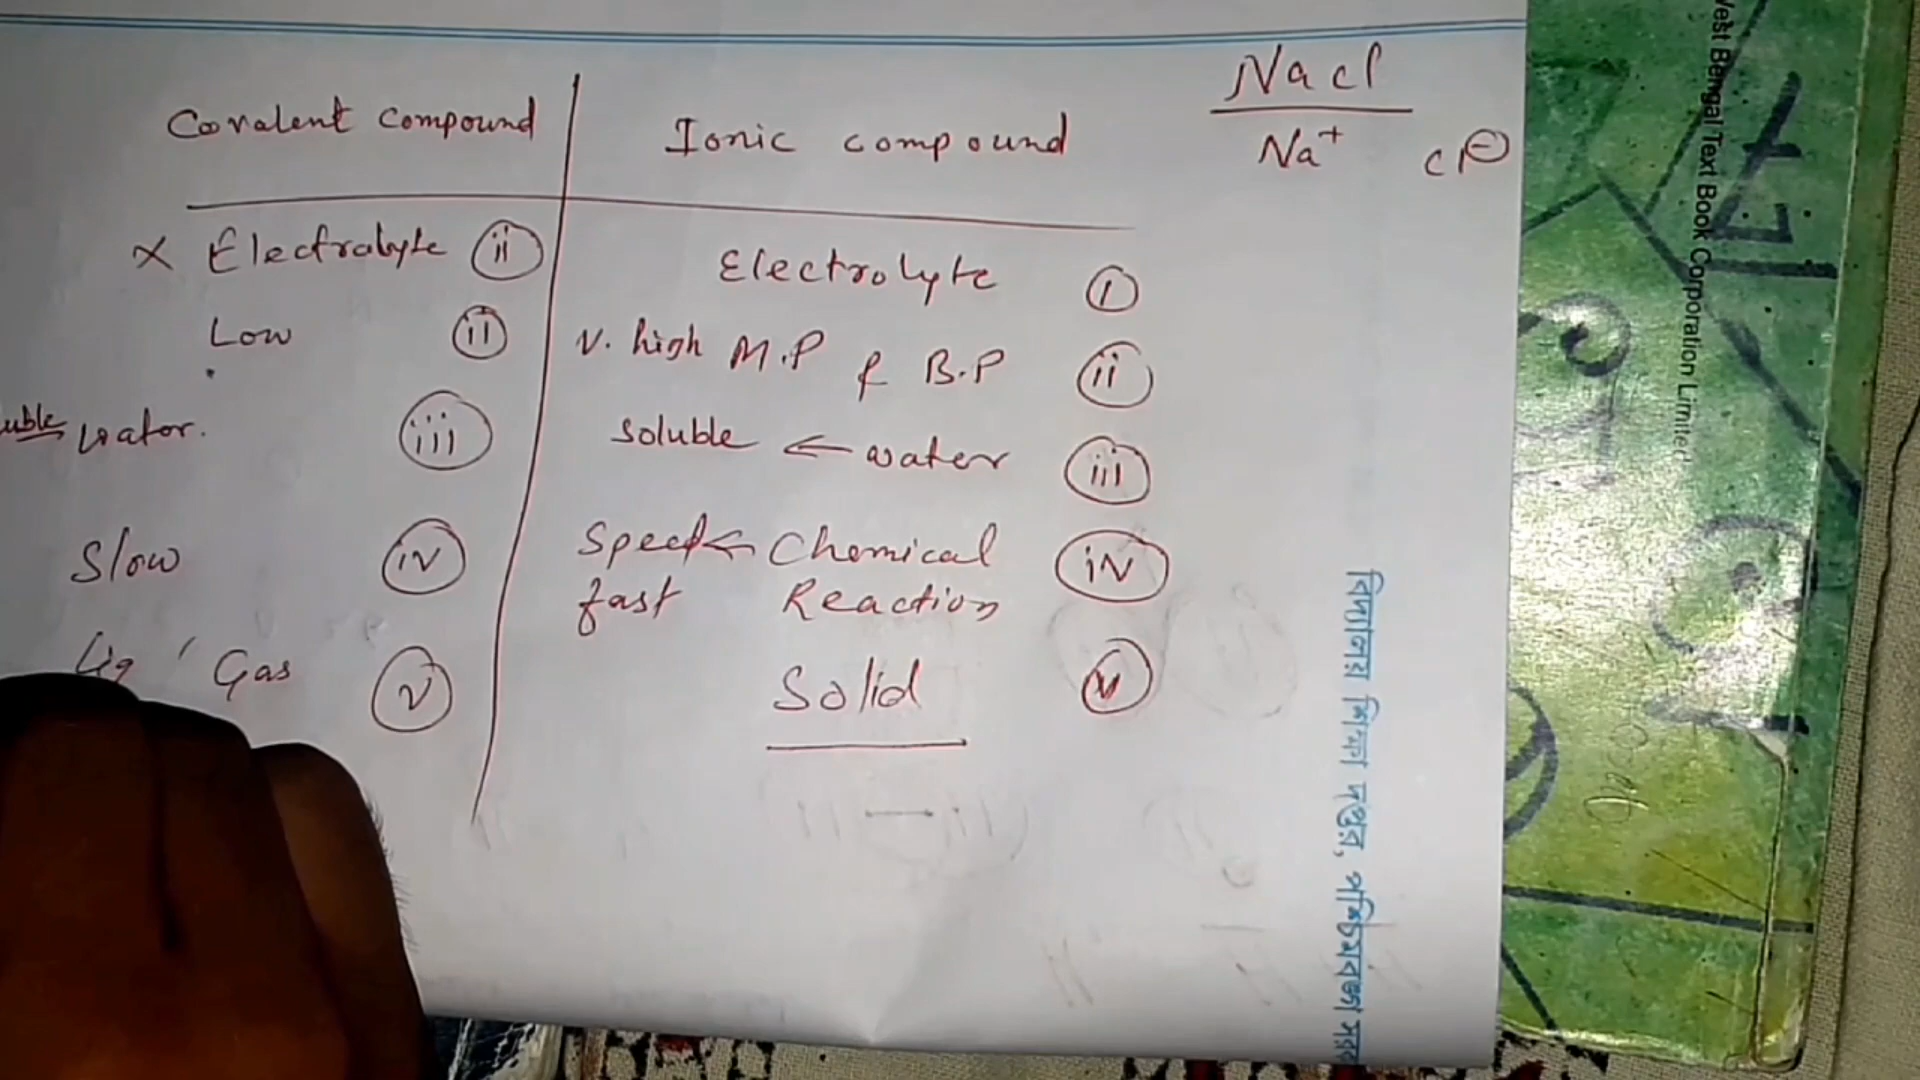 Nacl
Na+ cl⊖
Covalent compound
Ionic compound
x Electralyte ii
Electrolyte i
Low ii
v. high M.P & B.P ii
uble water. iii
soluble ← water iii
Slow iv
Speed ← Chemical iv
fast Reaction
Liq, Gas v
Solid v
West Bengal Text Book Corporation Limited
বিদ্যালয় শিক্ষা দপ্তর, পশ্চিমবঙ্গ সরকা